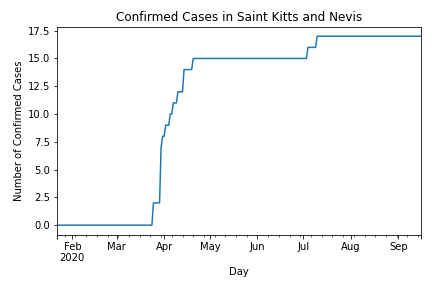 Confirmed Cases in Saint Kitts and Nevis
Number of Confirmed Cases
17.5
15.0
12.5
10.0
7.5
5.0
2.5
0.0
Feb Mar Apr May Jun Jul Aug Sep
2020
Day